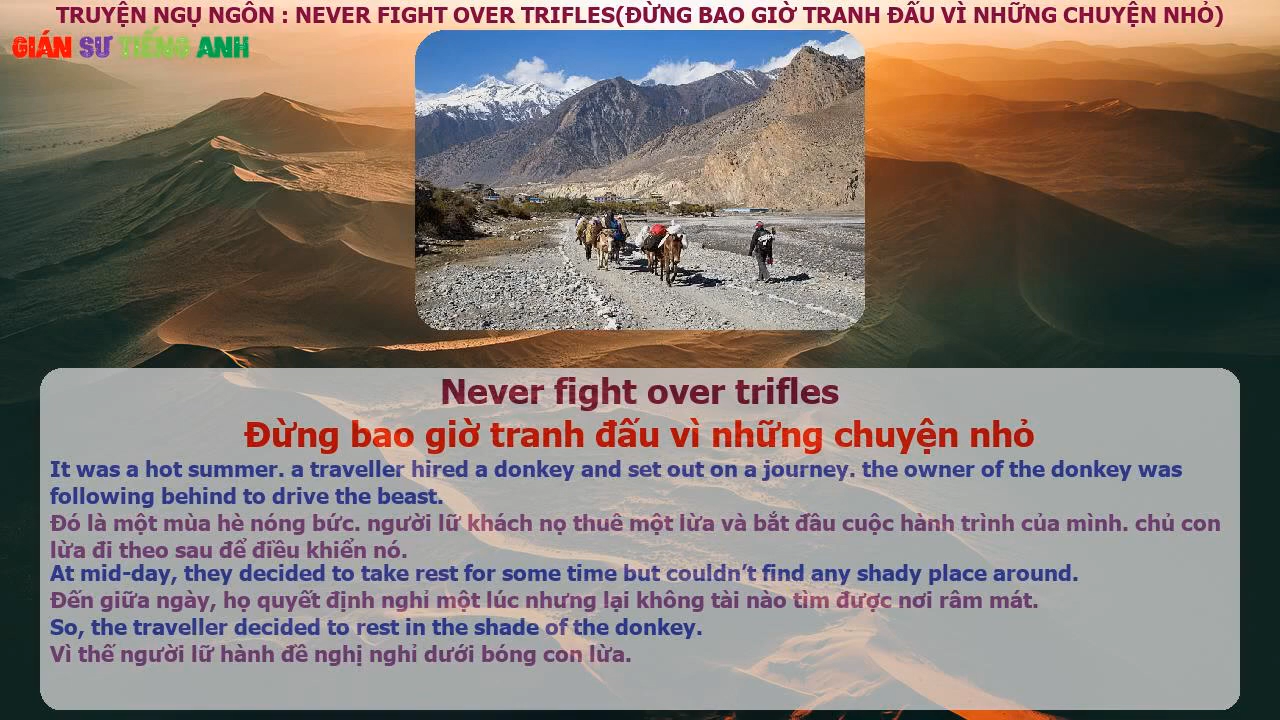 TRUYỆN NGỤ NGÔN : NEVER FIGHT OVER TRIFLES(ĐỪNG BAO GIỜ TRANH ĐẤU VÌ NHỮNG CHUYỆN NHỎ)
GIÁN SƯ TIẾNG ANH
Never fight over trifles
Đừng bao giờ tranh đấu vì những chuyện nhỏ
It was a hot summer. a traveller hired a donkey and set out on a journey. the owner of the donkey was
following behind to drive the beast.
Đó là một mùa hè nóng bức. người lữ khách nọ thuê một lừa và bắt đầu cuộc hành trình của mình. chủ con
lừa đi theo sau để điều khiển nó.
At mid-day, they decided to take rest for some time but couldn’t find any shady place around.
Đến giữa ngày, họ quyết định nghỉ một lúc nhưng lại không tài nào tìm được nơi râm mát.
So, the traveller decided to rest in the shade of the donkey.
Vì thế người lữ hành đề nghị nghỉ dưới bóng con lừa.